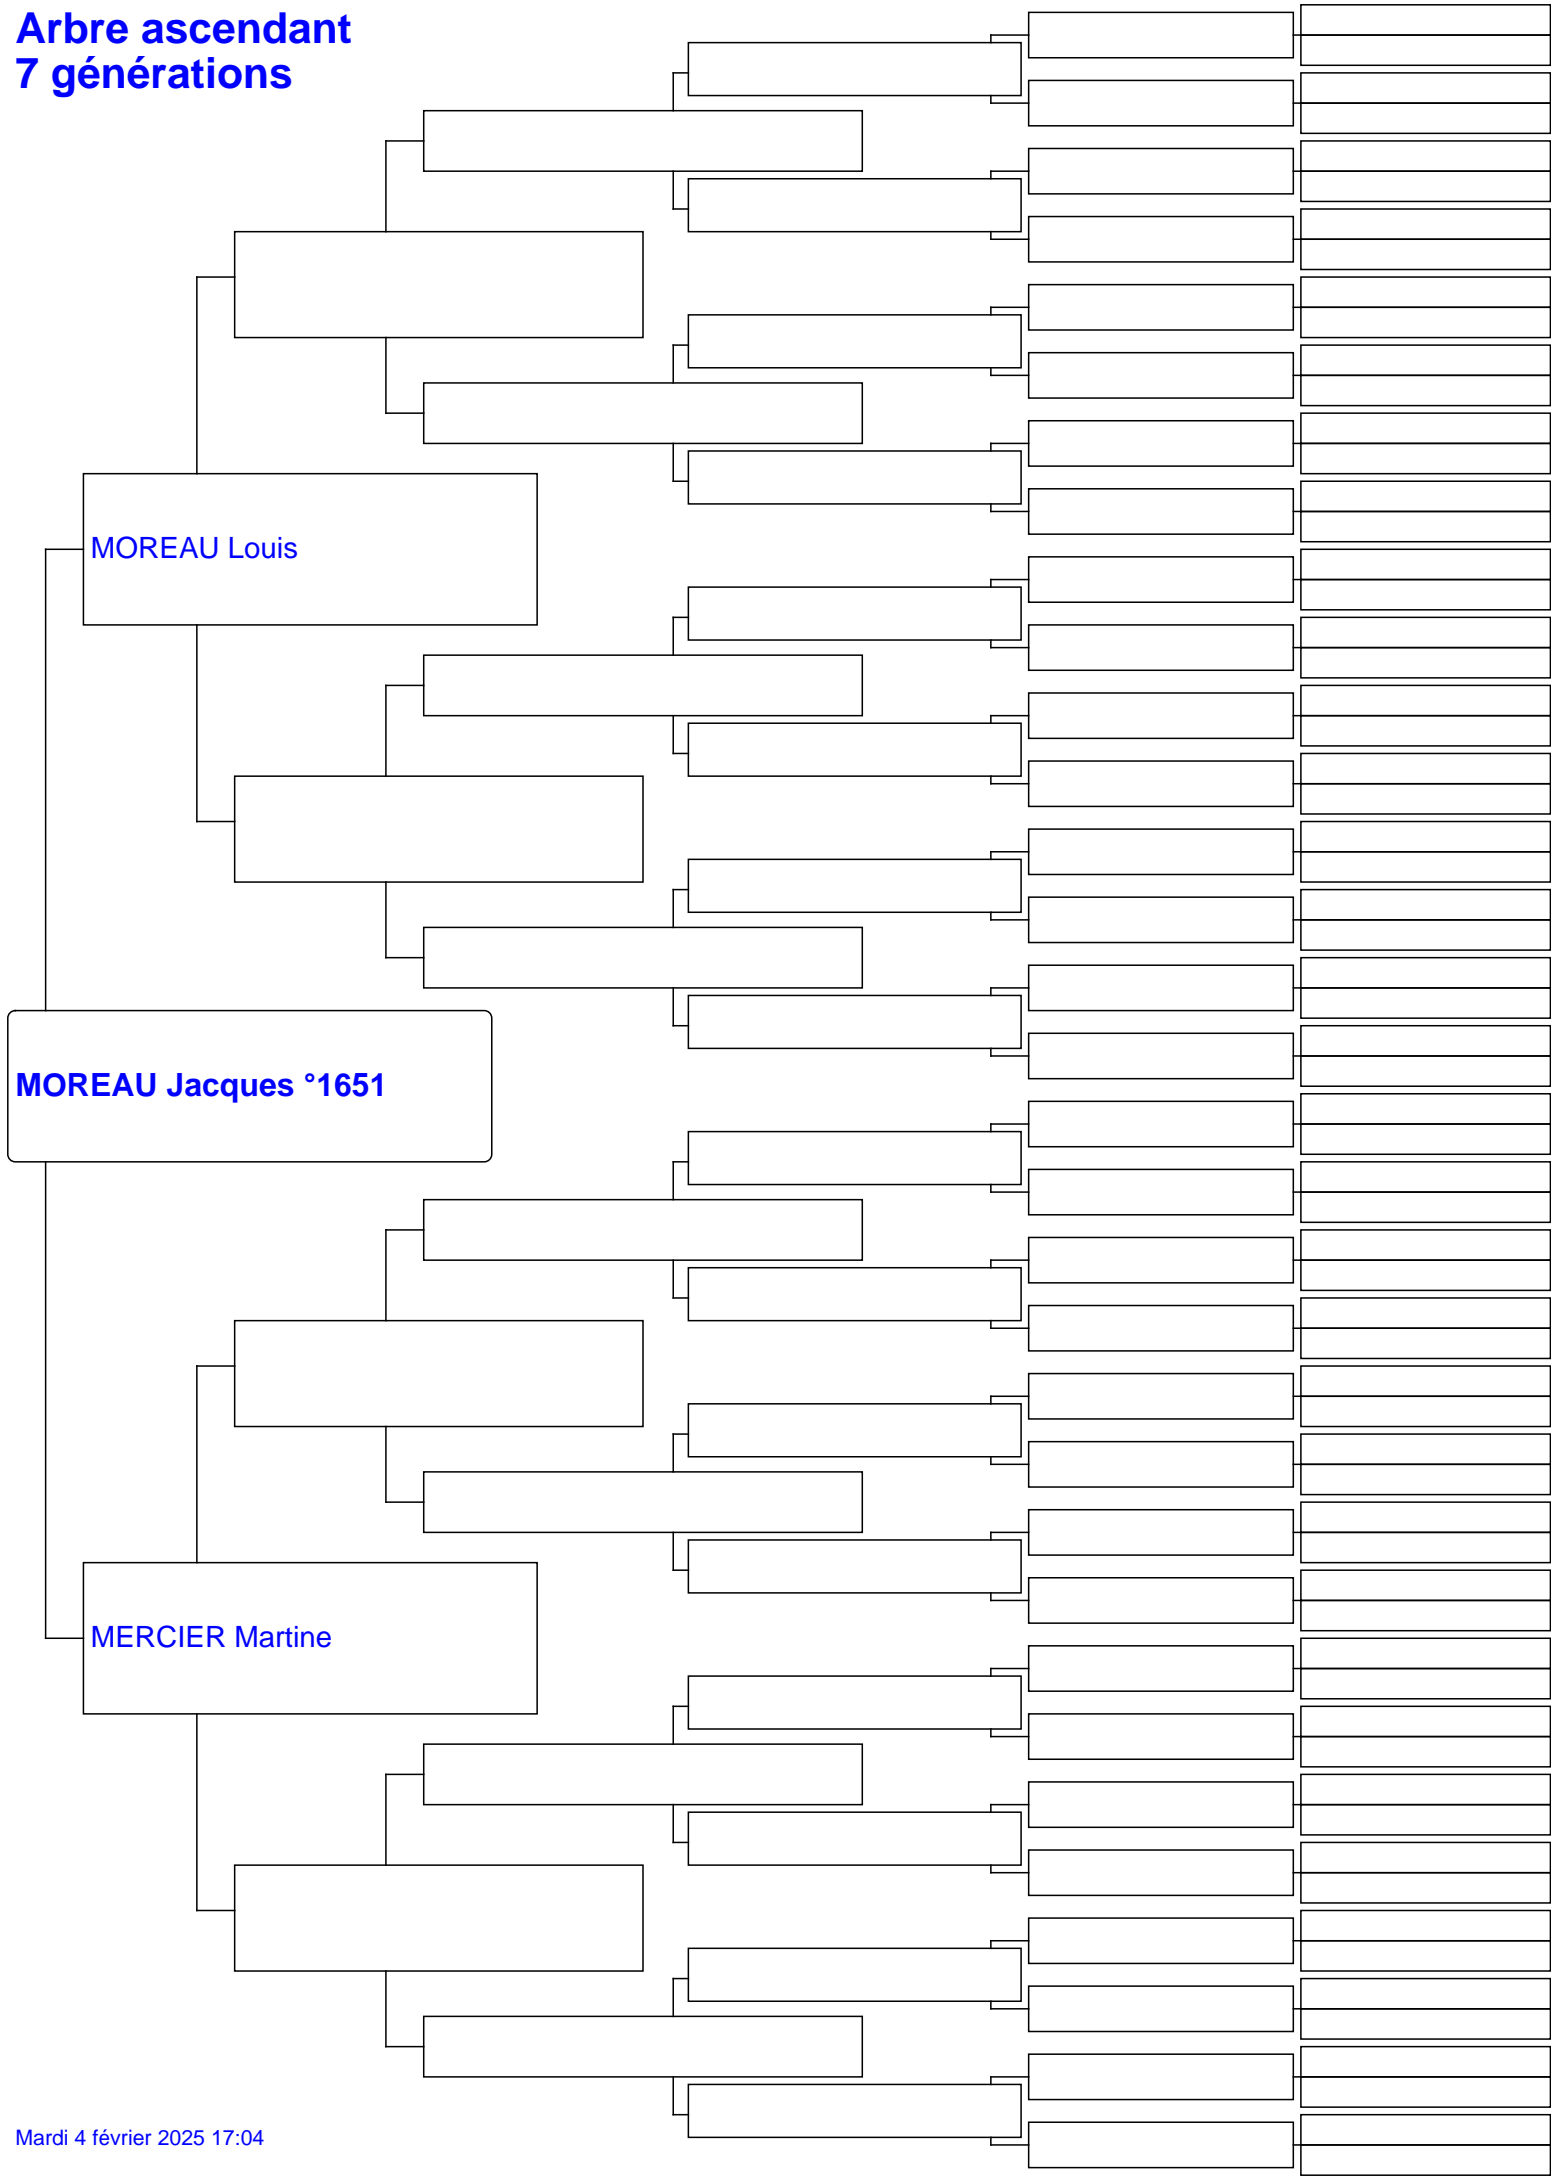 Arbre ascendant
7 générations
MOREAU Louis
MOREAU Jacques °1651
MERCIER Martine
Mardi 4 février 2025 17:04